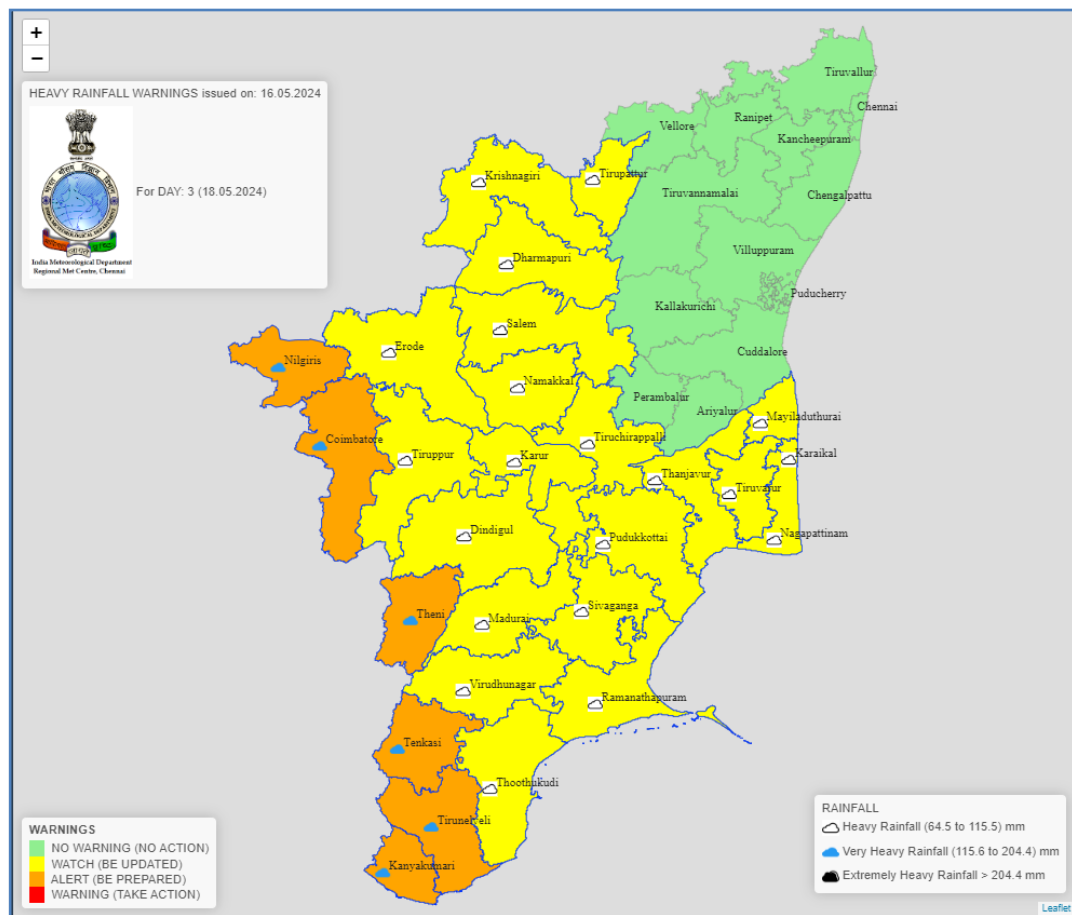 +
−
HEAVY RAINFALL WARNINGS issued on: 16.05.2024
For DAY: 3 (18.05.2024)
India Meteorological Department
Regional Met Centre, Chennai
Tiruvallur
Chennai
Ranipet
Vellore
Kancheepuram
Krishnagiri
Tirupattur
Tiruvannamalai
Chengalpattu
Villuppuram
Dharmapuri
Puducherry
Kallakurichi
Salem
Erode
Cuddalore
Nilgiris
Namakkal
Perambalur
Ariyalur
Mayiladuthurai
Coimbatore
Tiruchirappalli
Tiruppur
Karur
Karaikal
Thanjavur
Tiruvarur
Dindigul
Pudukkottai
Nagapattinam
Theni
Madurai
Sivaganga
Virudhunagar
Ramanathapuram
Tenkasi
Thoothukudi
Tirunelveli
Kanyakumari
WARNINGS
NO WARNING (NO ACTION)
WATCH (BE UPDATED)
ALERT (BE PREPARED)
WARNING (TAKE ACTION)
RAINFALL
Heavy Rainfall (64.5 to 115.5) mm
Very Heavy Rainfall (115.6 to 204.4) mm
Extremely Heavy Rainfall > 204.4 mm
Leaflet